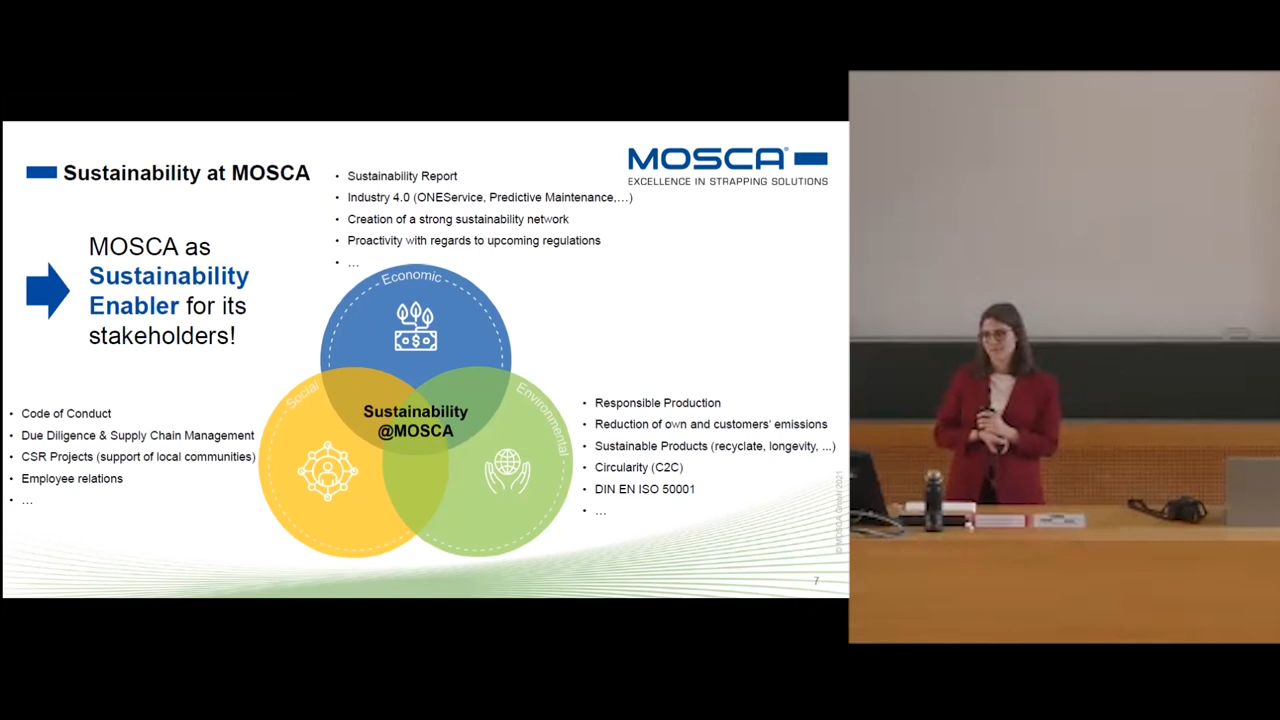 Sustainability at MOSCA
MOSCA®
EXCELLENCE IN STRAPPING SOLUTIONS
• Sustainability Report
• Industry 4.0 (ONEService, Predictive Maintenance,…)
• Creation of a strong sustainability network
• Proactivity with regards to upcoming regulations
• …
MOSCA as
Sustainability
Enabler for its
stakeholders!
Economic
Social
Environmental
Sustainability
@MOSCA
• Code of Conduct
• Due Diligence & Supply Chain Management
• CSR Projects (support of local communities)
• Employee relations
• …
• Responsible Production
• Reduction of own and customers' emissions
• Sustainable Products (recyclate, longevity, ...)
• Circularity (C2C)
• DIN EN ISO 50001
• …
© MOSCA GmbH 2021
7